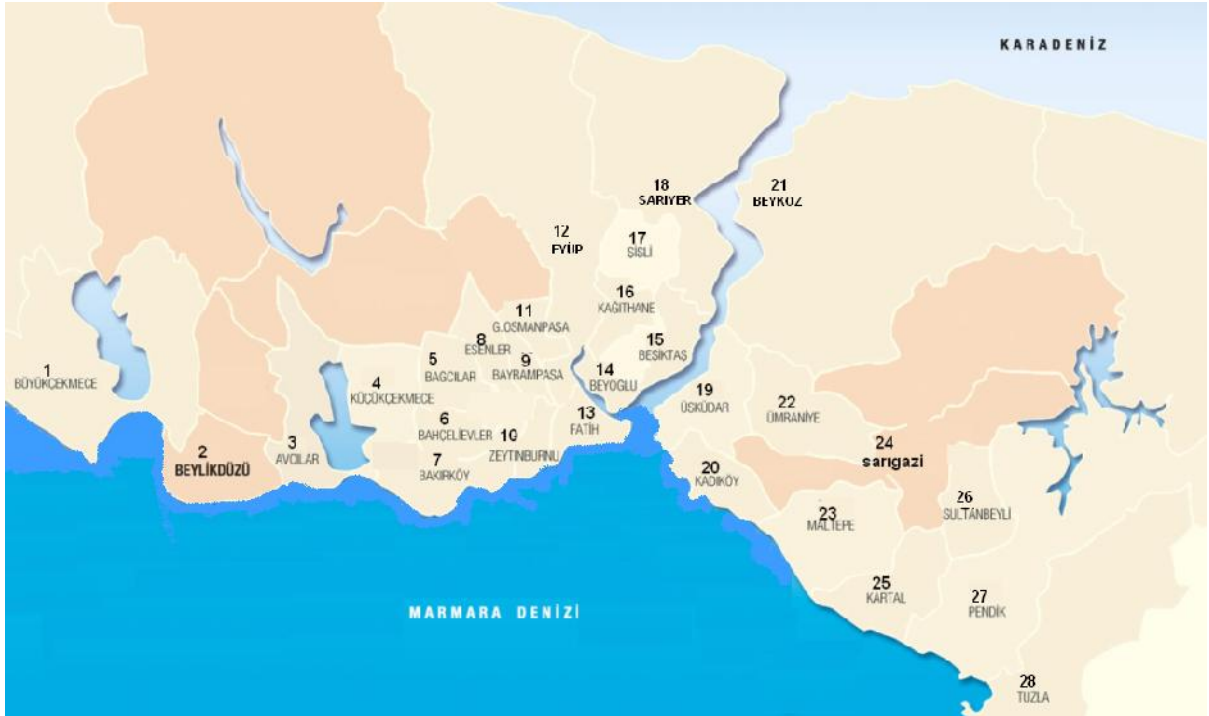 KARADENİZ
18
SARIYER
21
BEYKOZ
12
EYÜP
17
ŞİSLİ
16
KAĞITHANE
11
G.OSMANPAŞA
8
ESENLER
15
BEŞİKTAŞ
9
BAYRAMPAŞA
5
BAGCILAR
14
BEYOGLU
1
BÜYÜKÇEKMECE
4
KÜÇÜKÇEKMECE
19
ÜSKÜDAR
22
ÜMRANİYE
13
FATİH
6
BAHÇELİEVLER
10
ZEYTİNBURNU
2
BEYLİKDÜZÜ
3
AVCILAR
7
BAKIRKÖY
24
sarıgazi
20
KADIKÖY
26
SULTANBEYLİ
23
MALTEPE
25
KARTAL
27
PENDİK
MARMARA DENİZİ
28
TUZLA